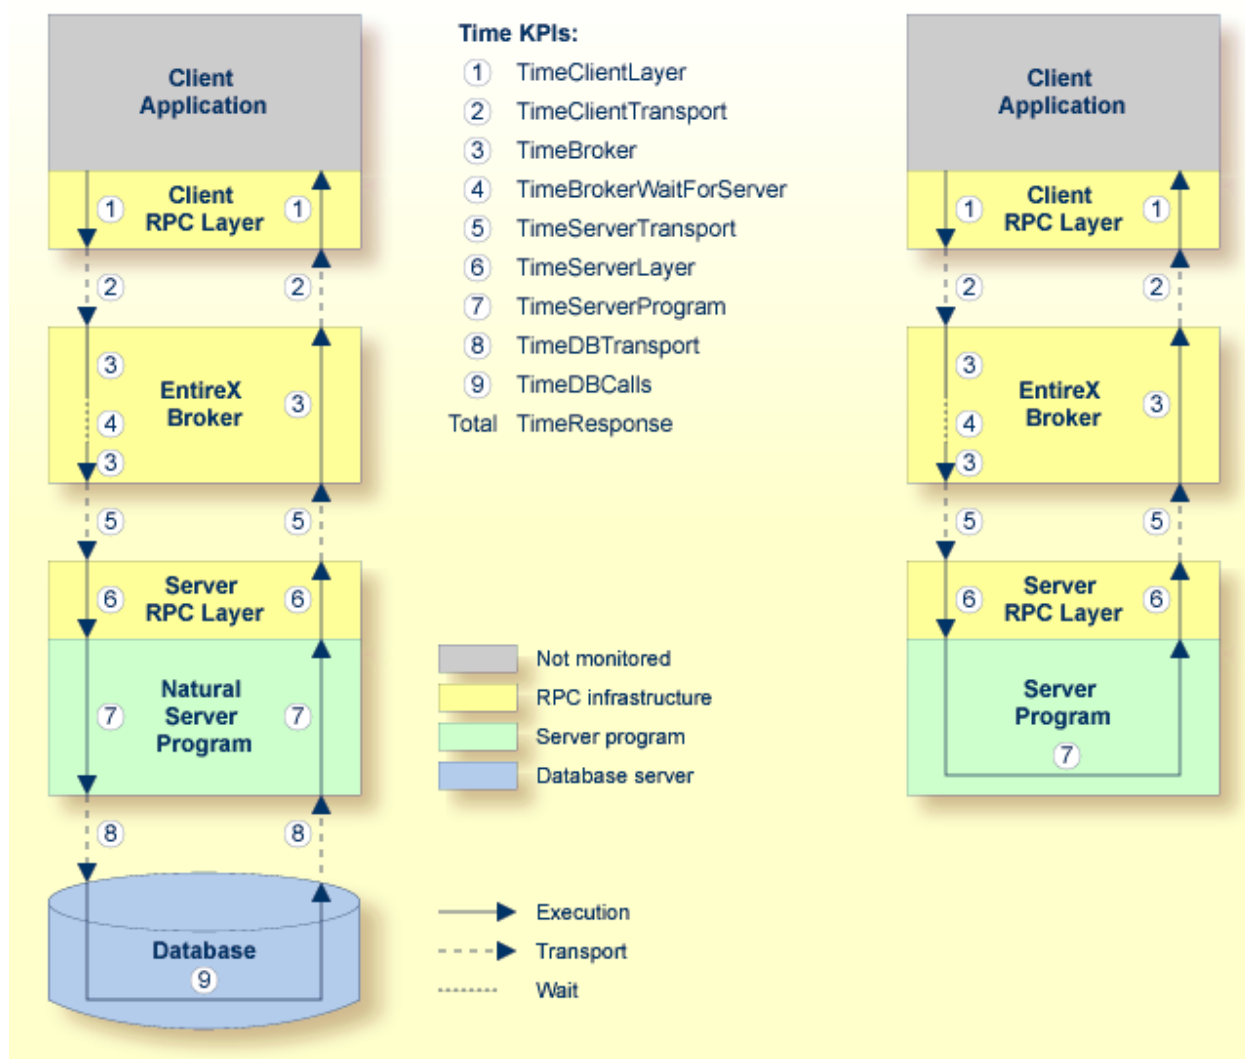 Client
Application
1 Client 1
RPC Layer
2 2
3
EntireX
Broker
3
4
3
5 5
Server
6 RPC Layer 6
Natural
7 Server 7
Program
8 8
Database
9
Time KPIs:
1 TimeClientLayer
2 TimeClientTransport
3 TimeBroker
4 TimeBrokerWaitForServer
5 TimeServerTransport
6 TimeServerLayer
7 TimeServerProgram
8 TimeDBTransport
9 TimeDBCalls
Total TimeResponse
Not monitored
RPC infrastructure
Server program
Database server
Execution
Transport
Wait
Client
Application
1 Client 1
RPC Layer
2 2
3
EntireX
Broker
3
4
3
5 5
Server
6 RPC Layer 6
Server
Program
7